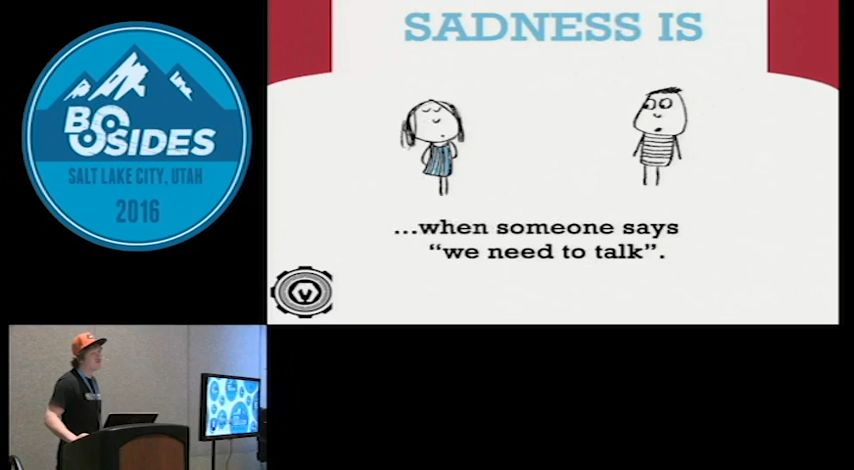 BSIDES
SALT LAKE CITY, UTAH
2016
SADNESS IS
...when someone says
“we need to talk”.